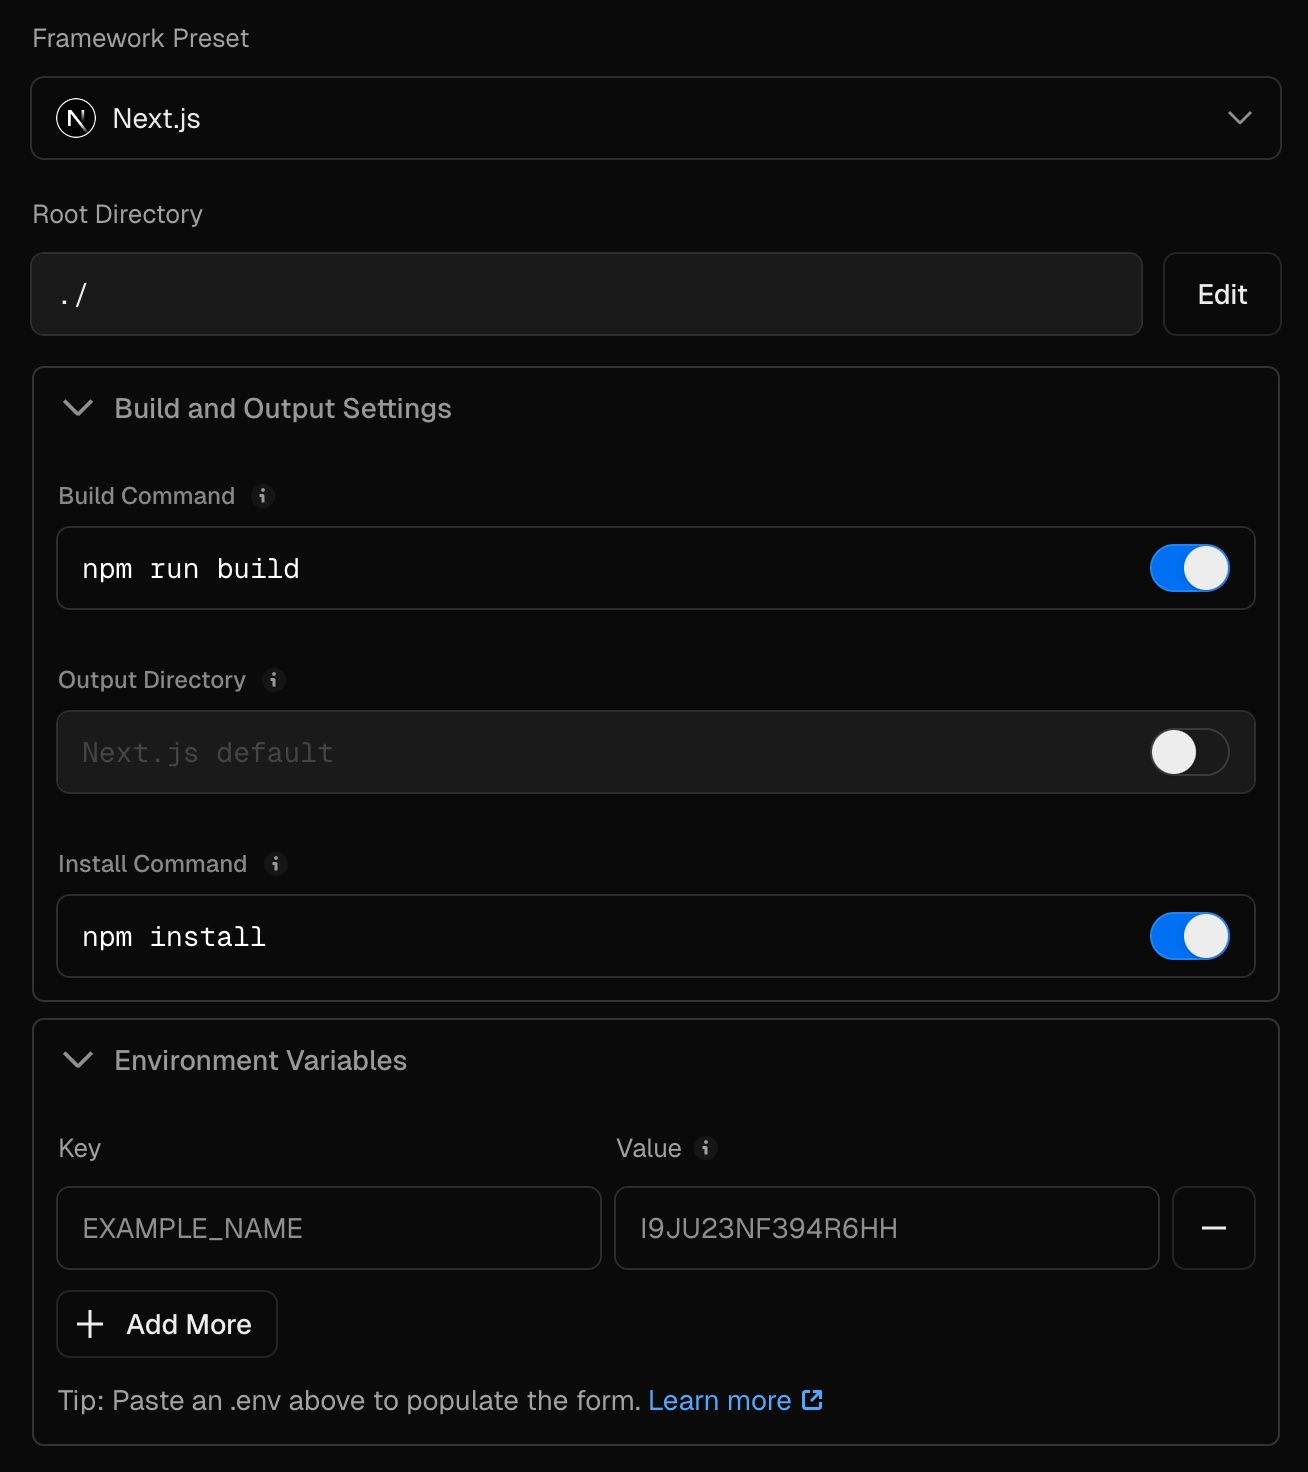 Framework Preset
Next.js
Root Directory
./
Edit
Build and Output Settings
Build Command
npm run build
Output Directory
Next.js default
Install Command
npm install
Environment Variables
Key
Value
EXAMPLE_NAME
I9JU23NF394R6HH
Add More
Tip: Paste an .env above to populate the form. Learn more